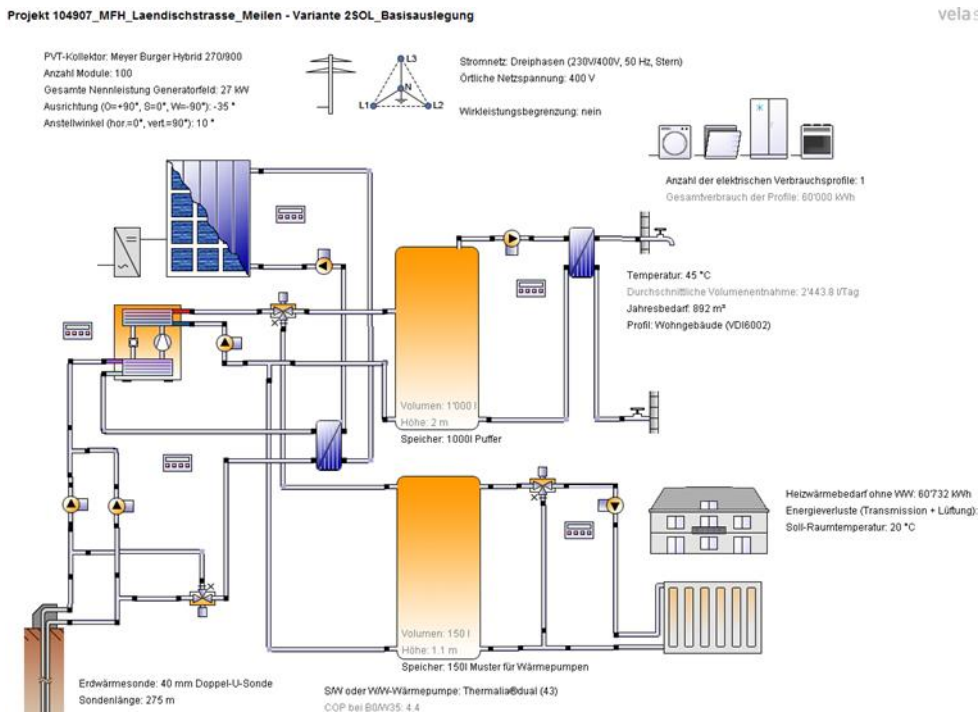 Projekt 104907_MFH_Laendischstrasse_Meilen - Variante 2SOL_Basisauslegung
vela
PVT-Kollektor: Meyer Burger Hybrid 270/900
Anzahl Module: 100
Gesamte Nennleistung Generatorfeld: 27 kW
Ausrichtung (O=+90°, S=0°, W=-90°): -35 °
Anstellwinkel (hor.=0°, vert.=90°): 10 °
L3
N
L1
L2
Stromnetz: Dreiphasen (230V/400V, 50 Hz, Stern)
Örtliche Netzspannung: 400 V
Wirkleistungsbegrenzung: nein
Anzahl der elektrischen Verbrauchsprofile: 1
Gesamtverbrauch der Profile: 60'000 kWh
Temperatur: 45 °C
Durchschnittliche Volumenentnahme: 2'443.8 l/Tag
Jahresbedarf: 892 m³
Profil: Wohngebäude (VDI6002)
Volumen: 1'000 l
Höhe: 2 m
Speicher: 1000l Puffer
Heizwärmebedarf ohne WW: 60'732 kWh
Energieverluste (Transmission + Lüftung):
Soll-Raumtemperatur: 20 °C
Volumen: 150 l
Höhe: 1.1 m
Speicher: 150l Muster für Wärmepumpen
Erdwärmesonde: 40 mm Doppel-U-Sonde
Sondenlänge: 275 m
S/W oder W/W-Wärmepumpe: Thermalia®dual (43)
COP bei B0/W35: 4.4